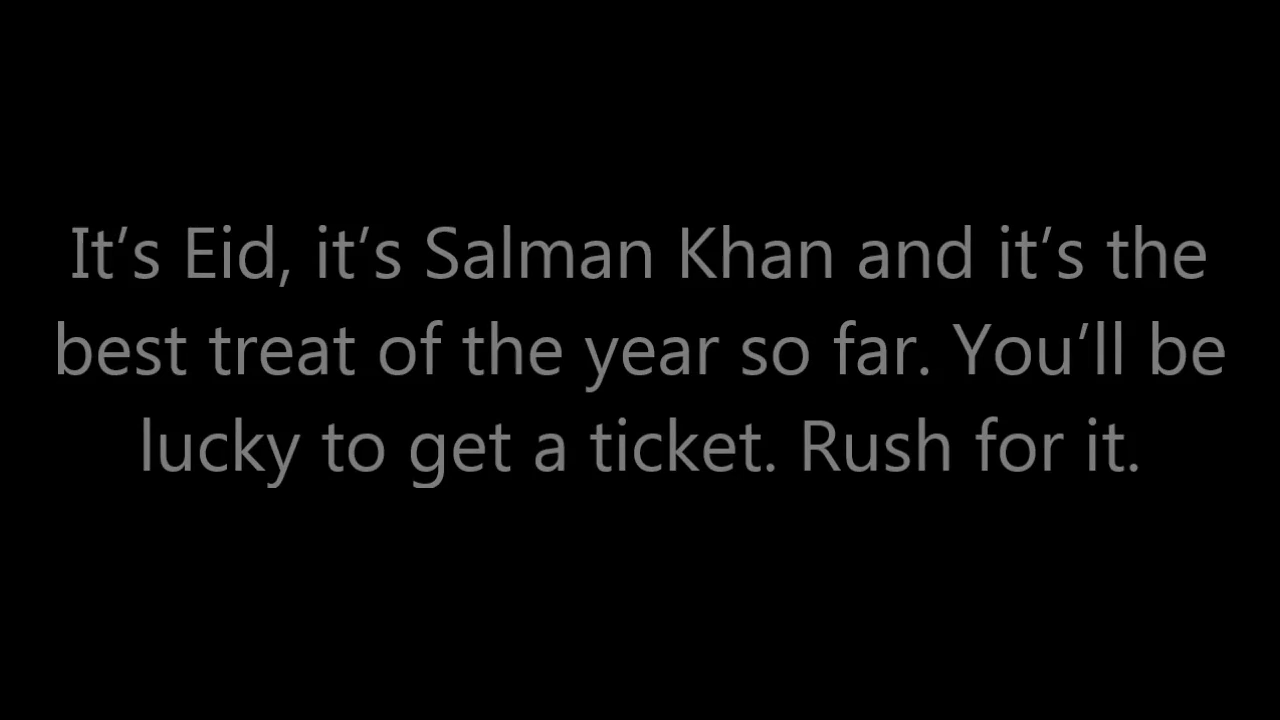 It’s Eid, it’s Salman Khan and it’s the
best treat of the year so far. You’ll be
lucky to get a ticket. Rush for it.